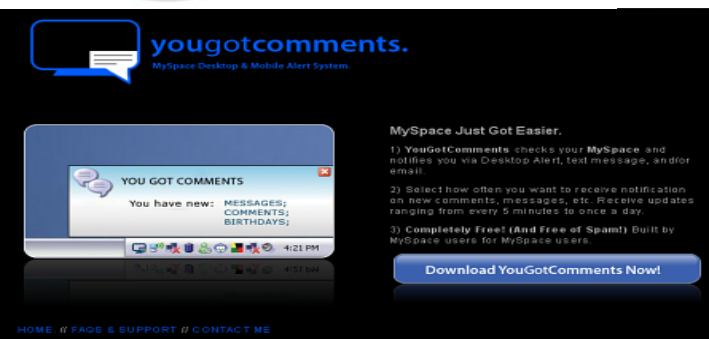 yougotcomments.
MySpace Desktop & Mobile Alert System.
YOU GOT COMMENTS
You have new: MESSAGES;
COMMENTS;
BIRTHDAYS;
4:21 PM
MySpace Just Got Easier.
1) YouGotComments checks your MySpace and
notifies you via Desktop Alert, text message, and/or
email.
2) Select how often you want to receive notification
on new comments, messages, etc. Receive updates
ranging from every 5 minutes to once a day.
3) Completely Free! (And Free of Spam!) Built by
MySpace users for MySpace users.
Download YouGotComments Now!
HOME // FAQS & SUPPORT // CONTACT ME